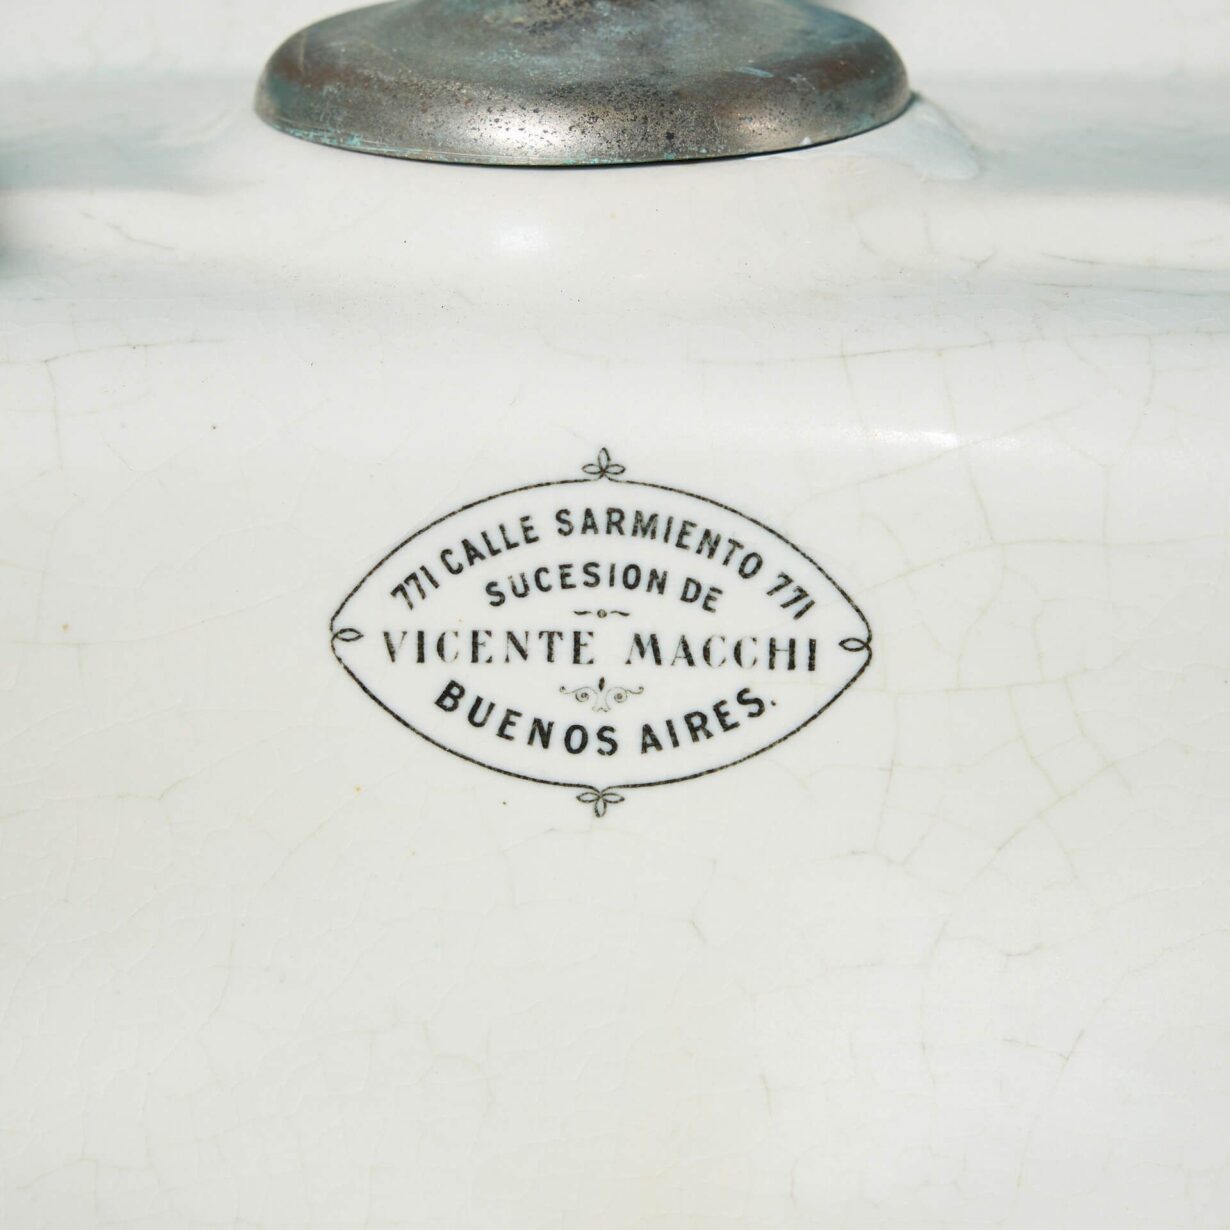 771 CALLE SARMIENTO 771
SUCESION DE
VICENTE MACCHI
BUENOS AIRES.